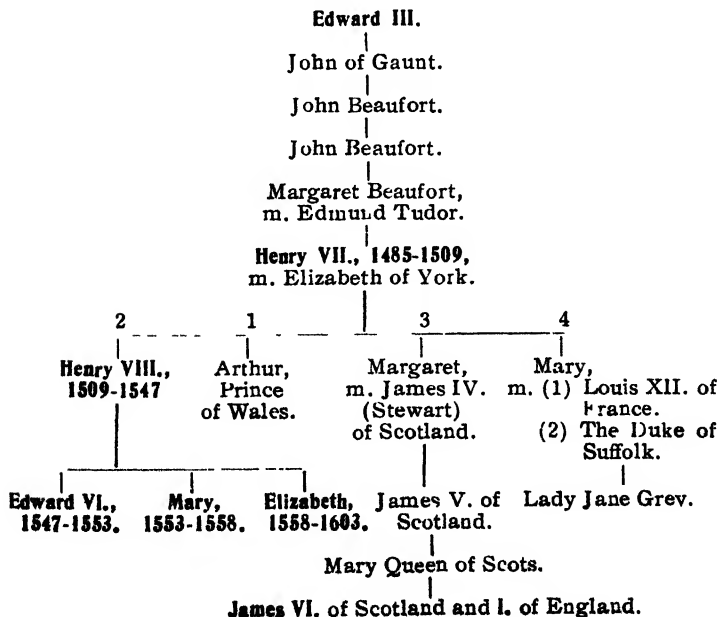 Edward III.
John of Gaunt.
John Beaufort.
John Beaufort.
Margaret Beaufort,
m. Edmund Tudor.
Henry VII., 1485-1509,
m. Elizabeth of York.
2 1 3 4
Henry VIII.,
1509-1547
Arthur,
Prince
of Wales.
Margaret,
m. James IV.
(Stewart)
of Scotland.
Mary,
m. (1) Louis XII. of
France.
(2) The Duke of
Suffolk.
Edward VI.,
1547-1553.
Mary,
1553-1558.
Elizabeth,
1558-1603.
James V. of
Scotland.
Lady Jane Grey.
Mary Queen of Scots.
James VI. of Scotland and I. of England.